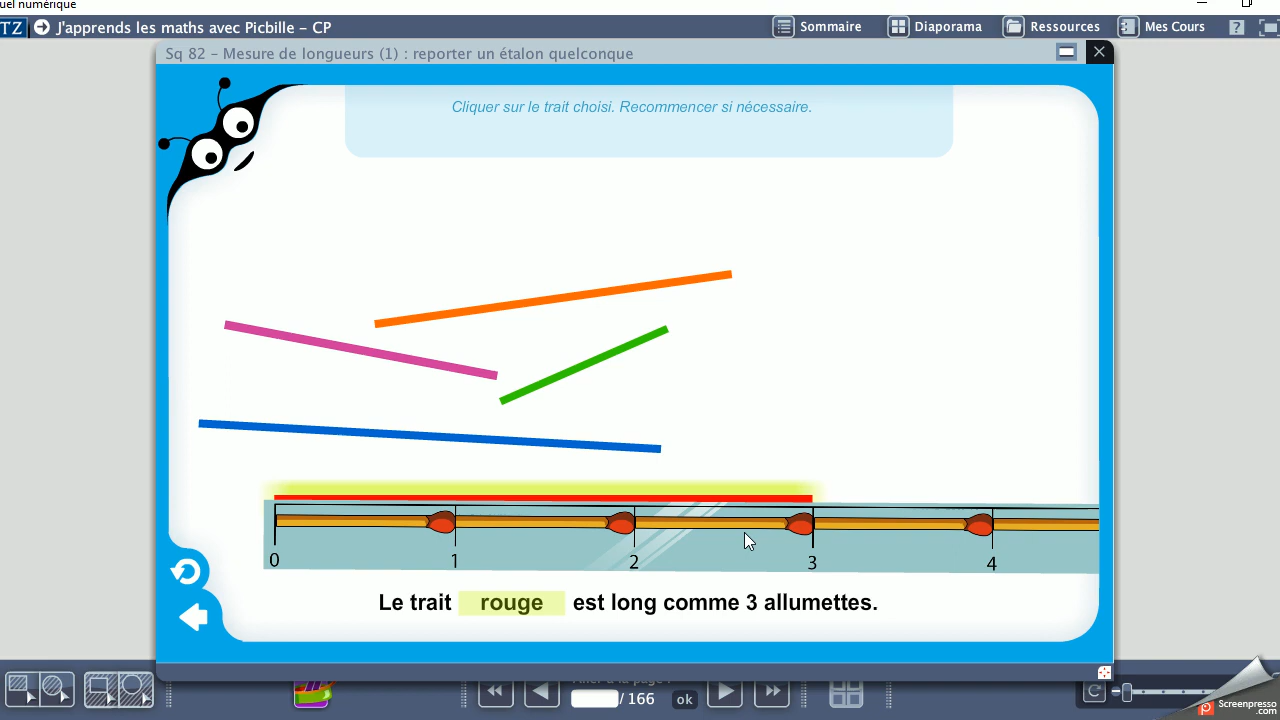 uel numérique
TZ J'apprends les maths avec Picbille – CP Sommaire Diaporama Ressources Mes Cours ?
Sq 82 – Mesure de longueurs (1) : reporter un étalon quelconque
Cliquer sur le trait choisi. Recommencer si nécessaire.
0 1 2 3 4
Le trait rouge est long comme 3 allumettes.
/ 166 ok
Screenpresso
.com